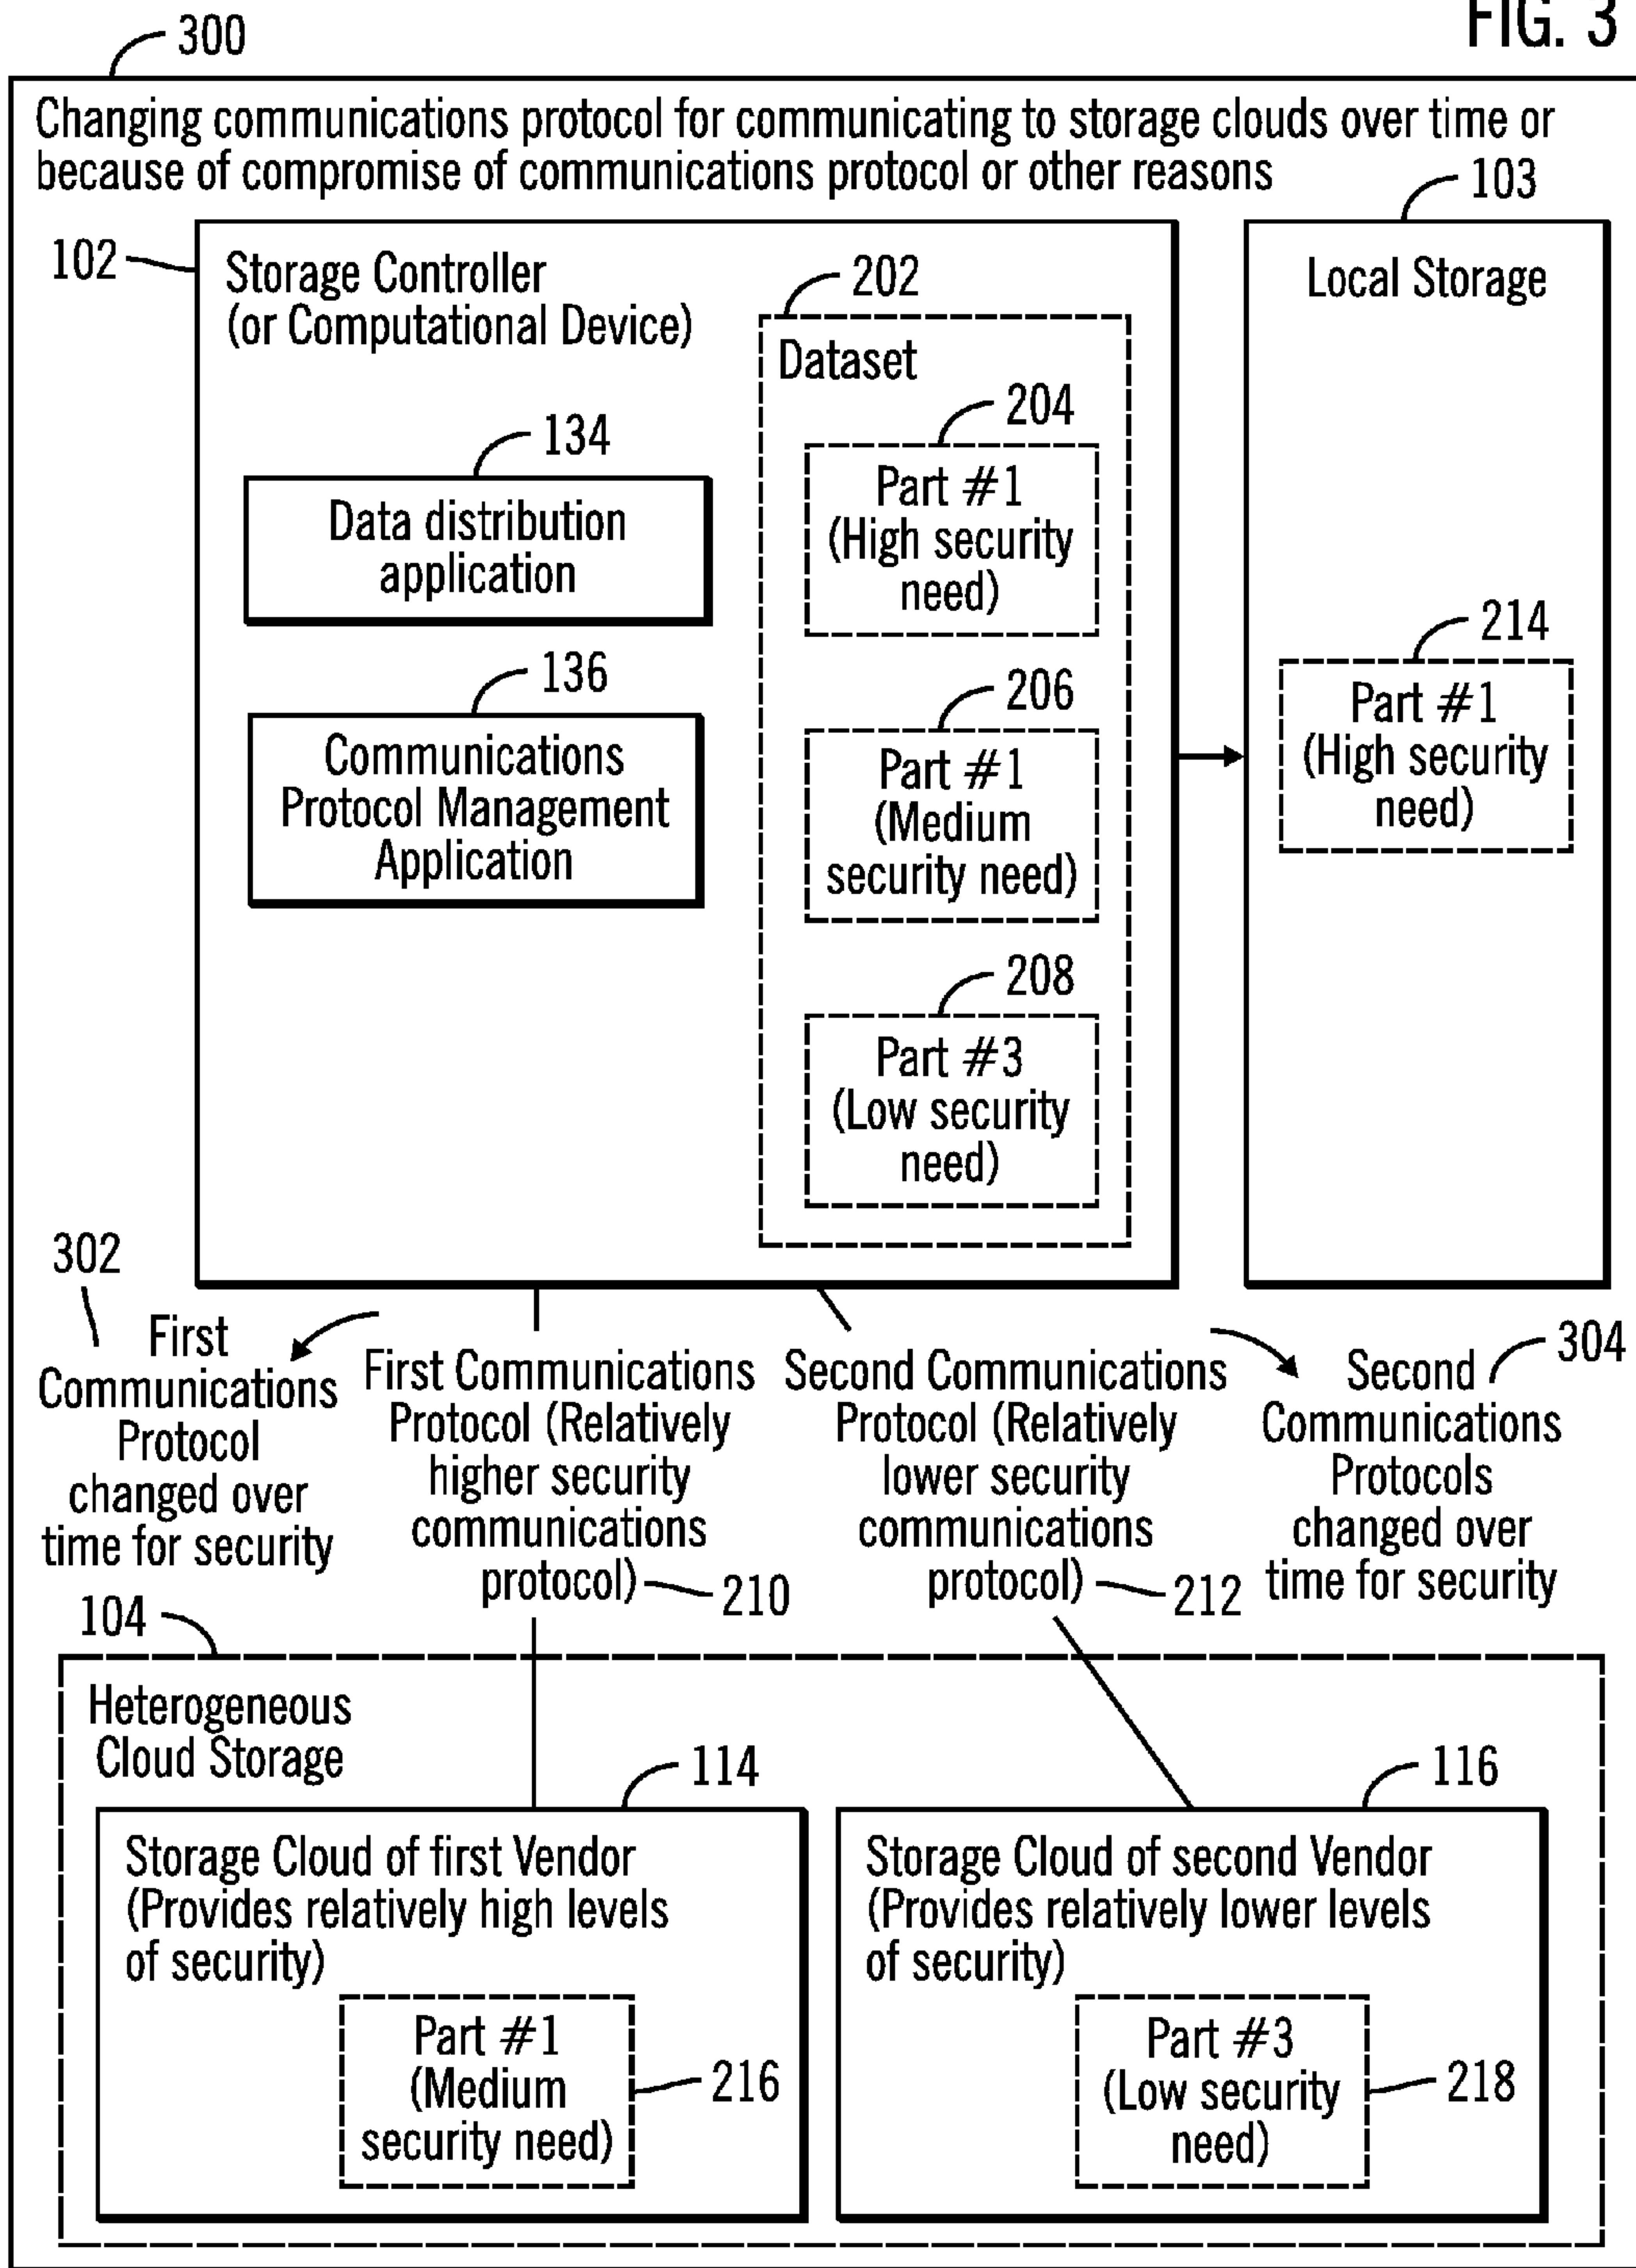 FIG. 3
300
Changing communications protocol for communicating to storage clouds over time or
because of compromise of communications protocol or other reasons
103
102
Storage Controller
(or Computational Device)
202
Dataset
Local Storage
134
Data distribution
application
204
Part #1
(High security
need)
136
Communications
Protocol Management
Application
206
Part #1
(Medium
security need)
214
Part #1
(High security
need)
208
Part #3
(Low security
need)
302
First
Communications
Protocol
changed over
time for security
First Communications
Protocol (Relatively
higher security
communications
protocol)
210
Second Communications
Protocol (Relatively
lower security
communications
protocol)
212
304
Second
Communications
Protocols
changed over
time for security
104
Heterogeneous
Cloud Storage
114
Storage Cloud of first Vendor
(Provides relatively high levels
of security)
Part #1
(Medium
security need)
216
116
Storage Cloud of second Vendor
(Provides relatively lower levels
of security)
Part #3
(Low security
need)
218